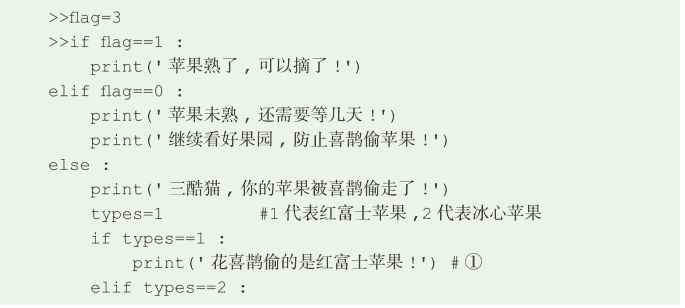 >>flag=3
>>if flag==1 :
    print('苹果熟了,可以摘了!')
elif flag==0 :
    print('苹果未熟,还需要等几天!')
    print('继续看好果园,防止喜鹊偷苹果!')
else :
    print('三酷猫,你的苹果被喜鹊偷走了!')
    types=1         #1代表红富士苹果,2代表冰心苹果
    if types==1 :
        print('花喜鹊偷的是红富士苹果!') #①
    elif types==2 :